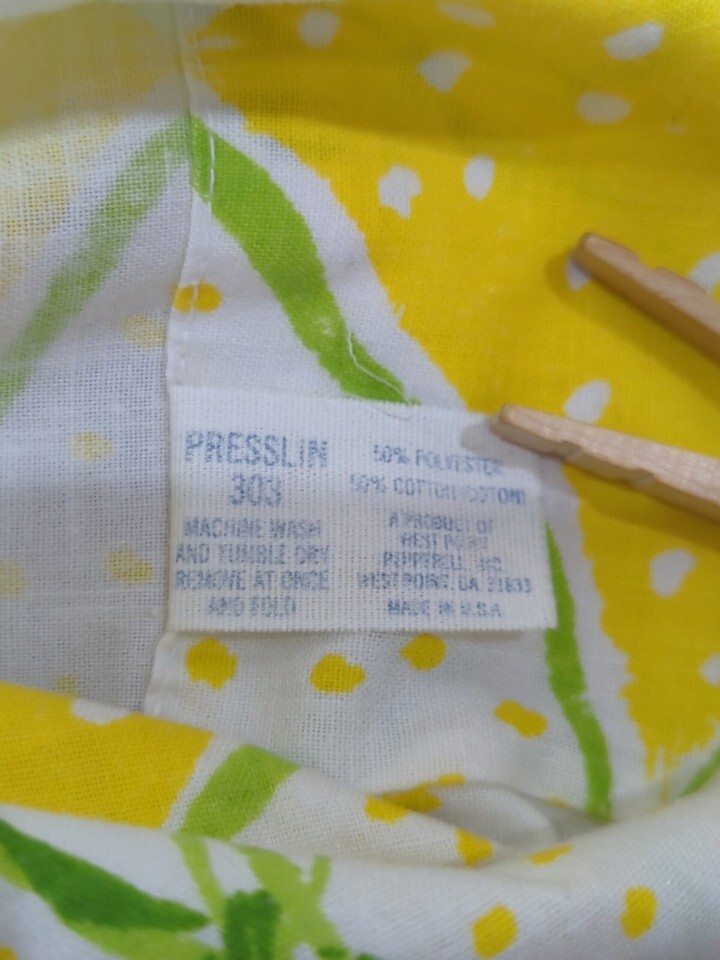 PRESSLIN
303
MACHINE WASH
AND TUMBLE DRY
REMOVE AT ONCE
AND FOLD
50% POLYESTER
50% COTTON (COTON)
A PRODUCT OF
WEST POINT
PEPPERELL, INC.
WEST POINT, GA. 31833
MADE IN U.S.A.